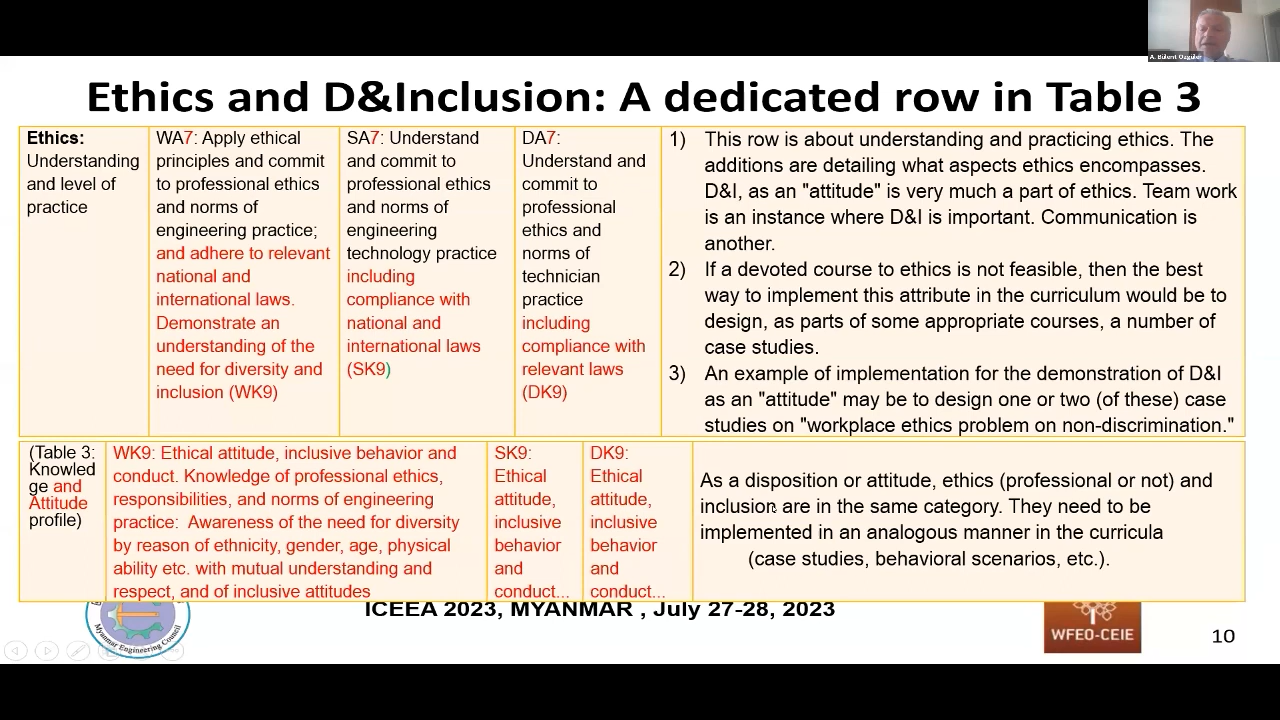 A. Bülent Özgüler
Ethics and D&Inclusion: A dedicated row in Table 3
Ethics:
Understanding
and level of
practice
WA7: Apply ethical
principles and commit
to professional ethics
and norms of
engineering practice;
and adhere to relevant
national and
international laws.
Demonstrate an
understanding of the
need for diversity and
inclusion (WK9)
SA7: Understand
and commit to
professional ethics
and norms of
engineering
technology practice
including
compliance with
national and
international laws
(SK9)
DA7:
Understand and
commit to
professional
ethics and
norms of
technician
practice
including
compliance with
relevant laws
(DK9)
1) This row is about understanding and practicing ethics. The
additions are detailing what aspects ethics encompasses.
D&I, as an "attitude" is very much a part of ethics. Team work
is an instance where D&I is important. Communication is
another.
2) If a devoted course to ethics is not feasible, then the best
way to implement this attribute in the curriculum would be to
design, as parts of some appropriate courses, a number of
case studies.
3) An example of implementation for the demonstration of D&I
as an "attitude" may be to design one or two (of these) case
studies on "workplace ethics problem on non-discrimination."
(Table 3:
Knowled
ge and
Attitude
profile)
WK9: Ethical attitude, inclusive behavior and
conduct. Knowledge of professional ethics,
responsibilities, and norms of engineering
practice: Awareness of the need for diversity
by reason of ethnicity, gender, age, physical
ability etc. with mutual understanding and
respect, and of inclusive attitudes
SK9:
Ethical
attitude,
inclusive
behavior
and
conduct...
DK9:
Ethical
attitude,
inclusive
behavior
and
conduct...
As a disposition or attitude, ethics (professional or not) and
inclusion are in the same category. They need to be
implemented in an analogous manner in the curricula
(case studies, behavioral scenarios, etc.).
Myanmar Engineering Council
ICEEA 2023, MYANMAR , July 27-28, 2023
WFEO-CEIE
10